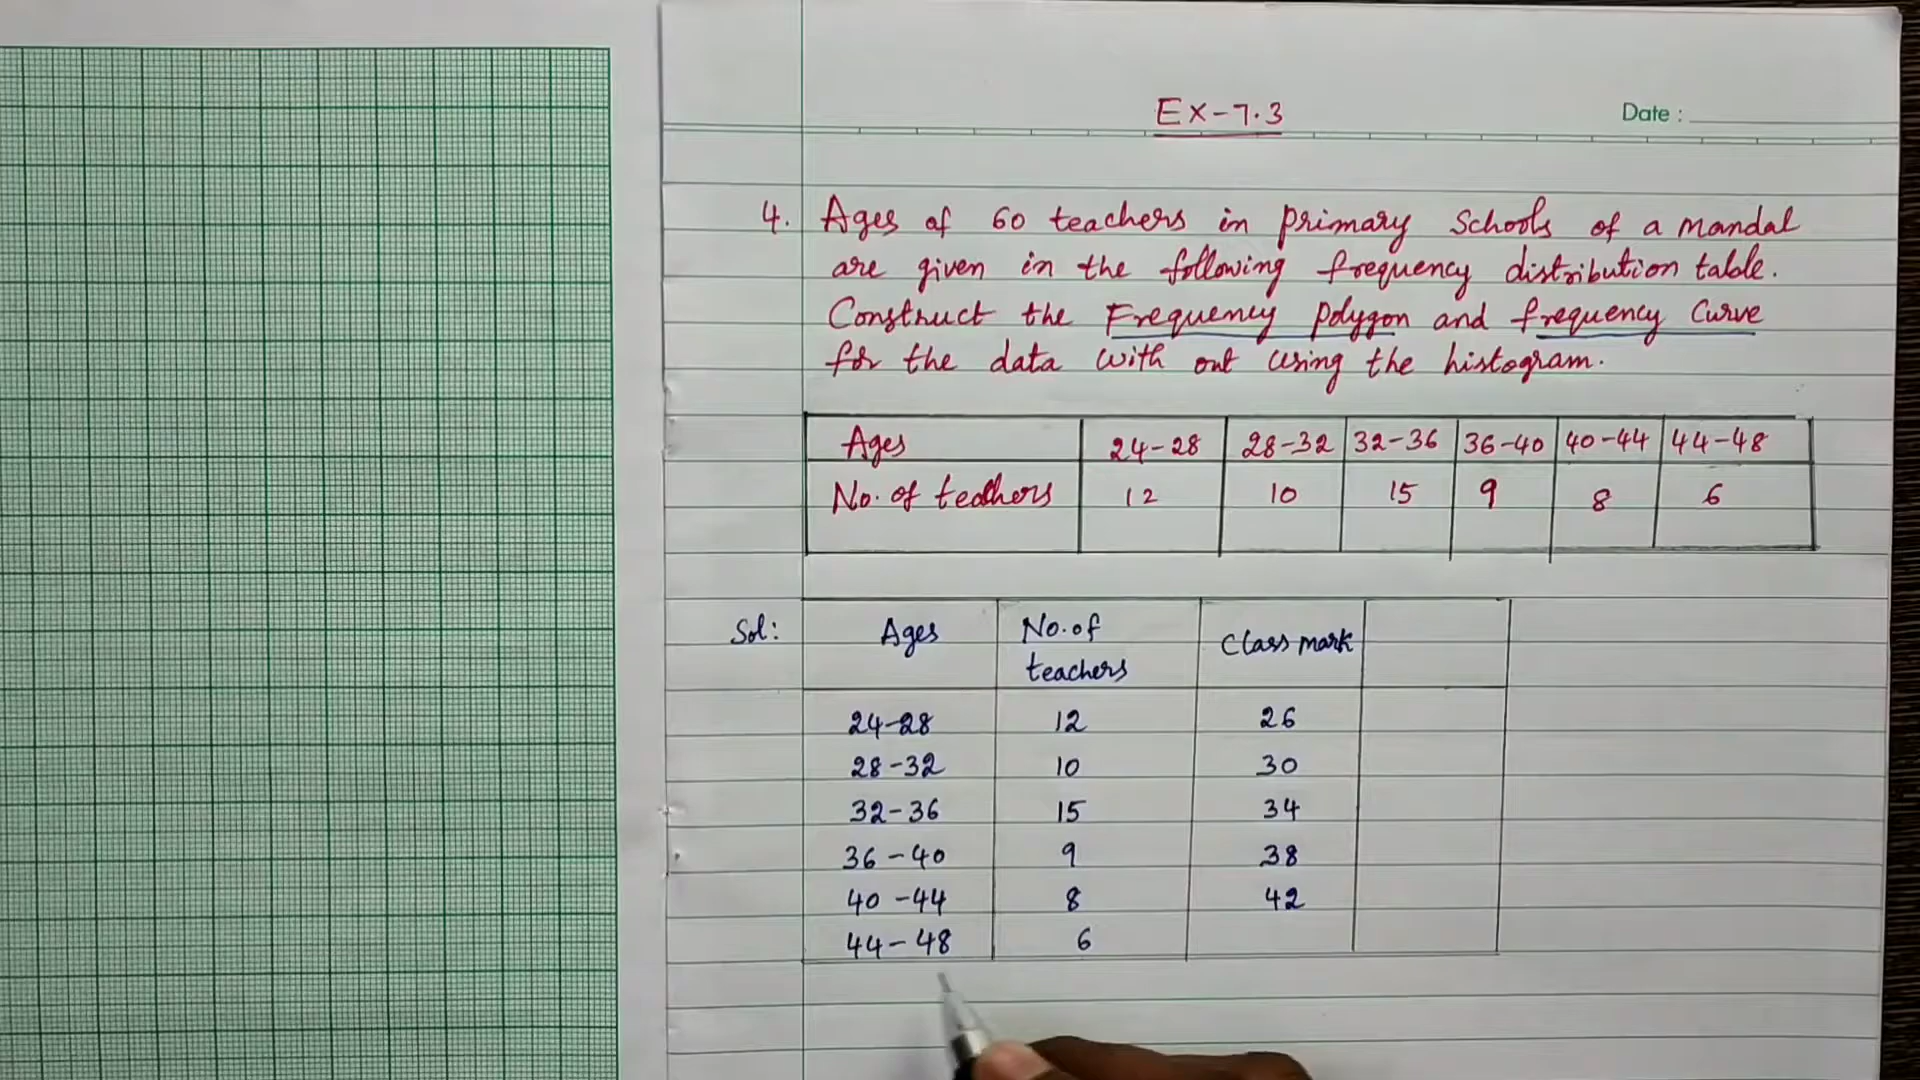 Ex-7.3
Date :
4. Ages of 60 teachers in primary Schools of a mandal
are given in the following frequency distribution table.
Construct the Frequency polygon and frequency Curve
for the data with out using the histogram.
Ages 24-28 28-32 32-36 36-40 40-44 44-48
No. of teachers 12 10 15 9 8 6
Sol: Ages No. of teachers Class mark
24-28 12 26
28-32 10 30
32-36 15 34
36-40 9 38
40-44 8 42
44-48 6